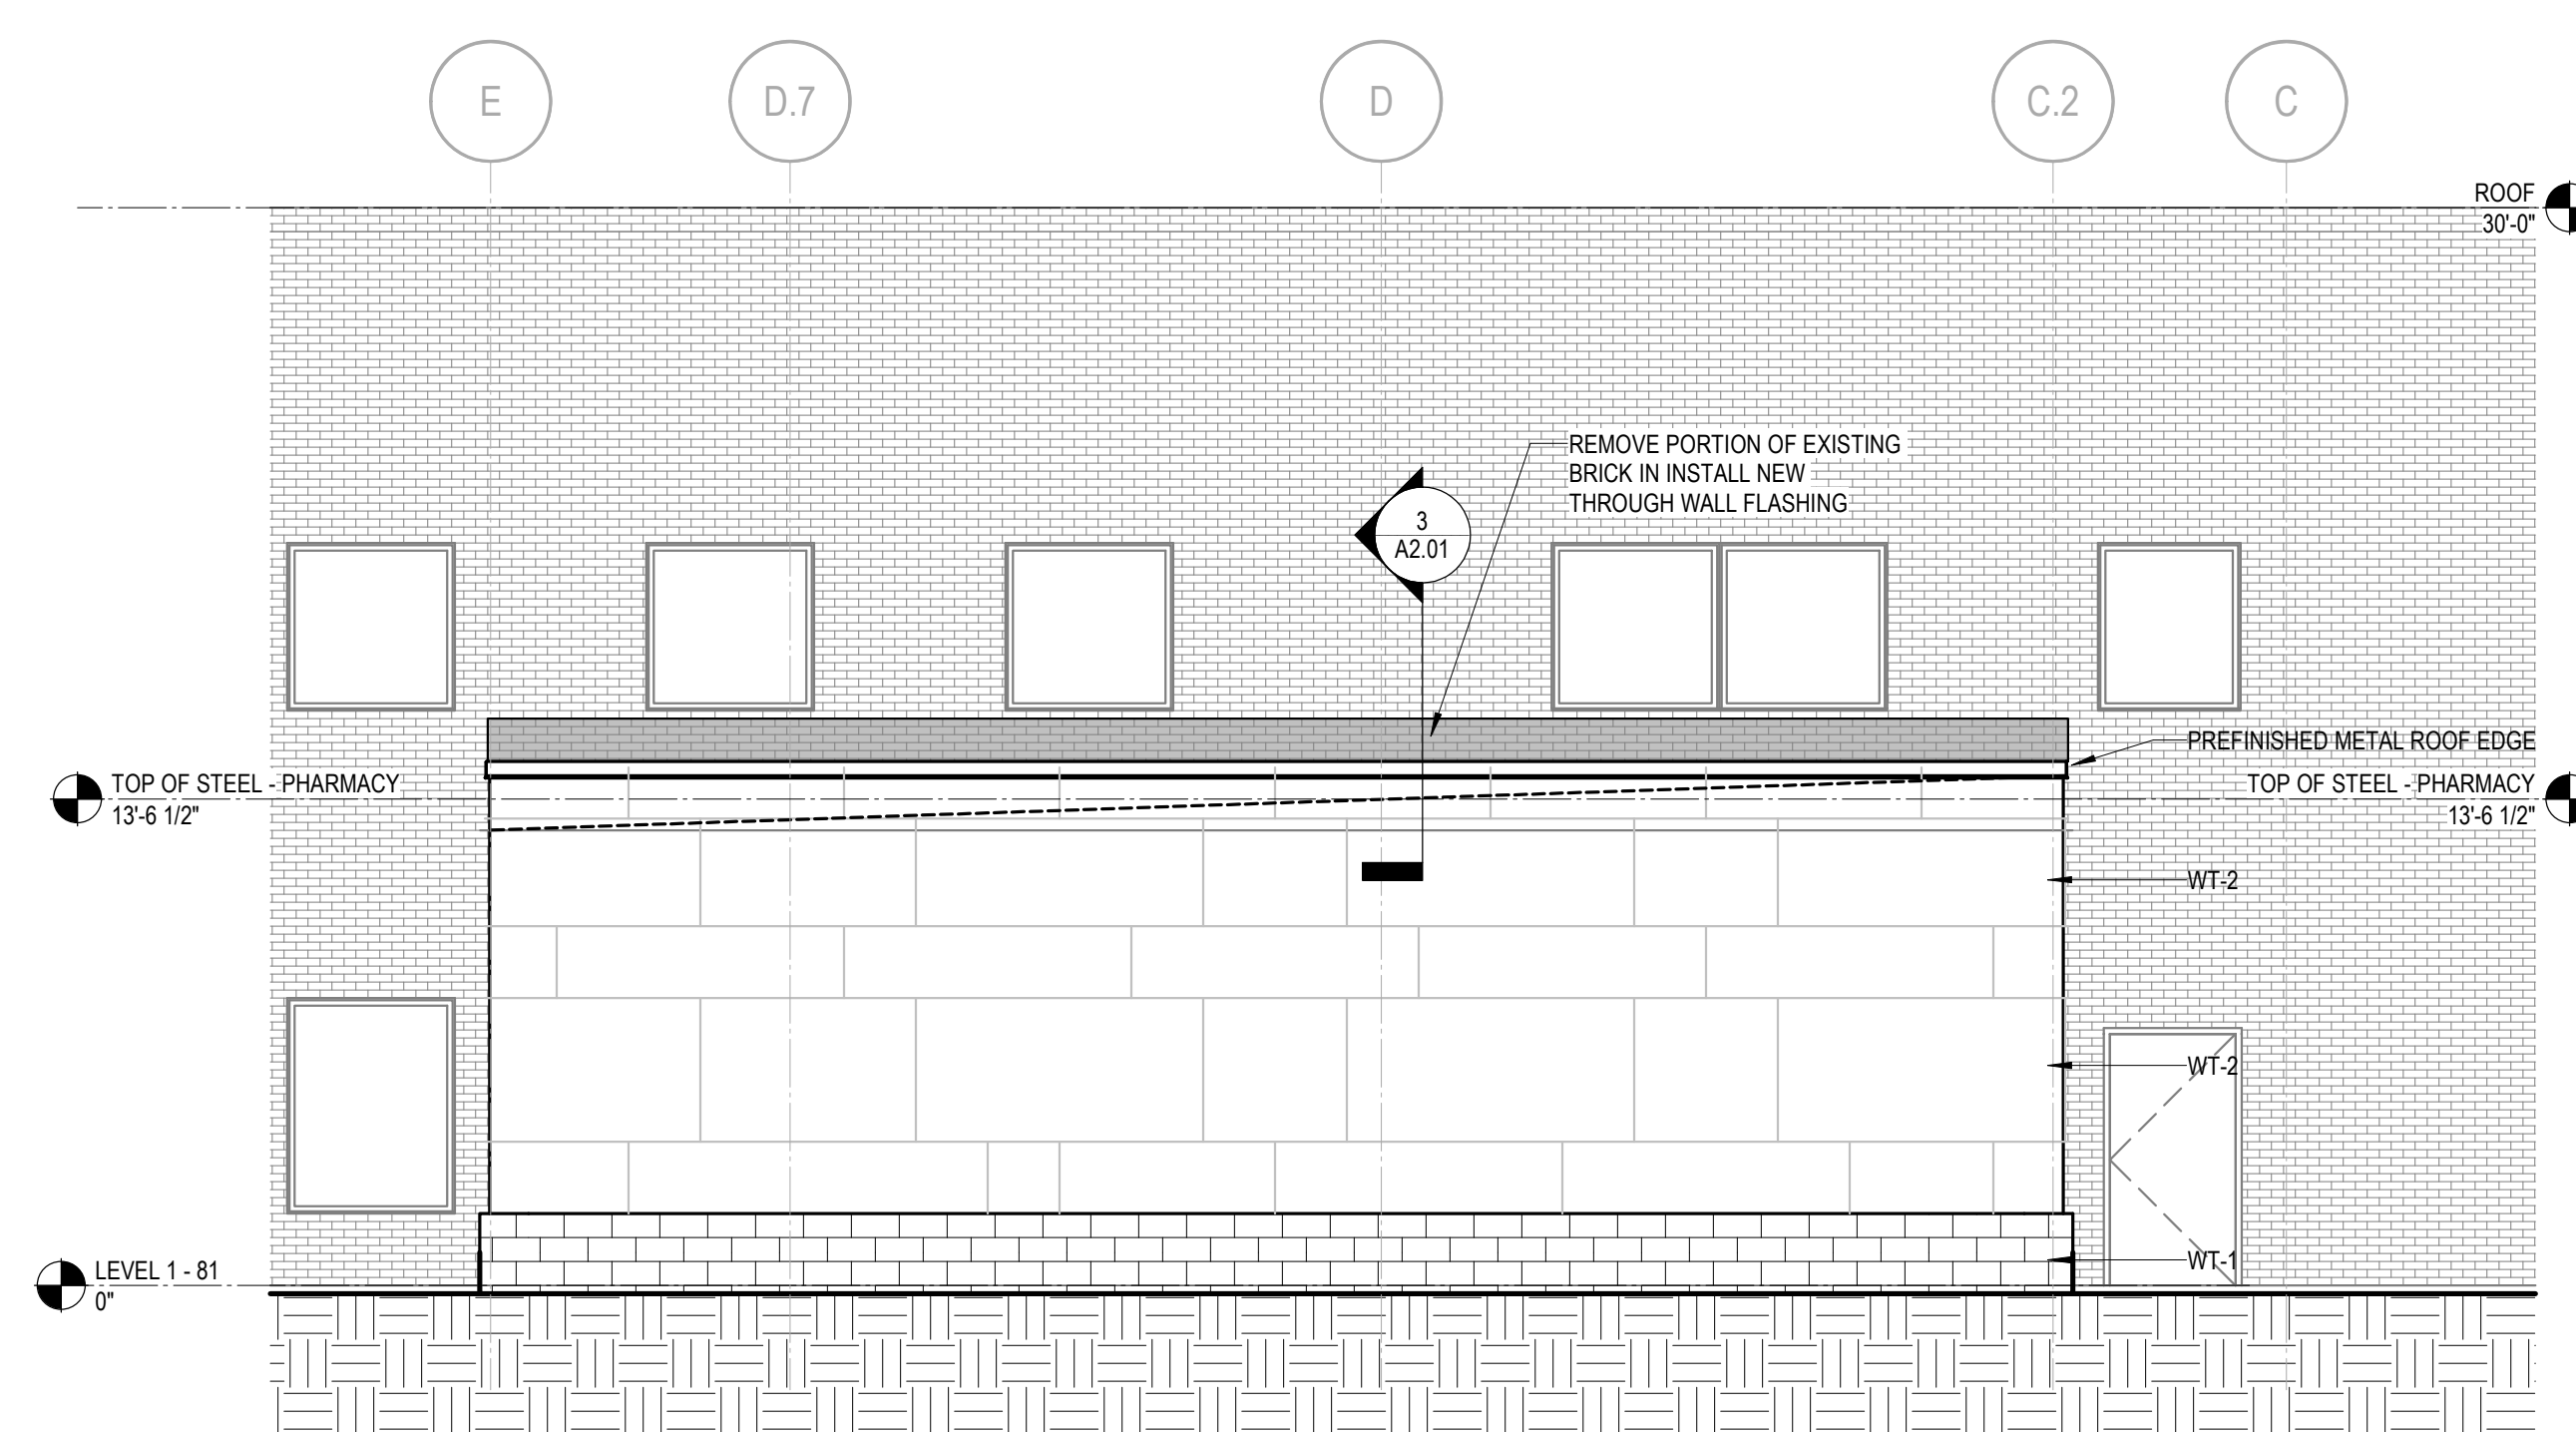 E
D.7
D
C.2
C
ROOF
30'-0"
REMOVE PORTION OF EXISTING
BRICK IN INSTALL NEW
THROUGH WALL FLASHING
3
A2.01
PREFINISHED METAL ROOF EDGE
TOP OF STEEL - PHARMACY
13'-6 1/2"
TOP OF STEEL - PHARMACY
13'-6 1/2"
WT-2
WT-2
WT-1
LEVEL 1 - 81
0"